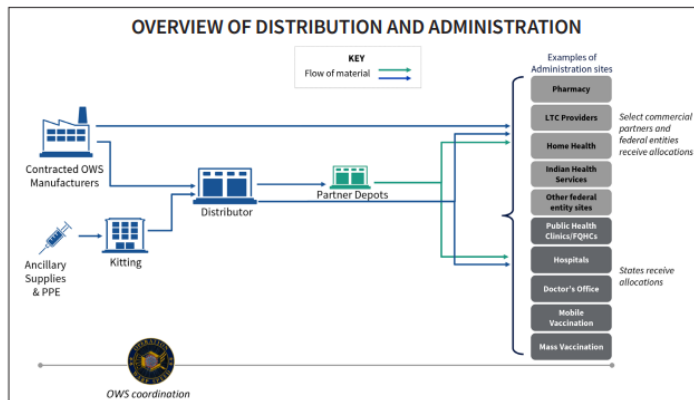 OVERVIEW OF DISTRIBUTION AND ADMINISTRATION
KEY
Flow of material
Examples of
Administration sites
Pharmacy
LTC Providers
Home Health
Indian Health
Services
Other federal
entity sites
Public Health
Clinics/FQHCs
Hospitals
Doctor's Office
Mobile
Vaccination
Mass Vaccination
Select commercial
partners and
federal entities
receive allocations
States receive
allocations
Contracted OWS
Manufacturers
Distributor
Partner Depots
Ancillary
Supplies
& PPE
Kitting
OWS coordination